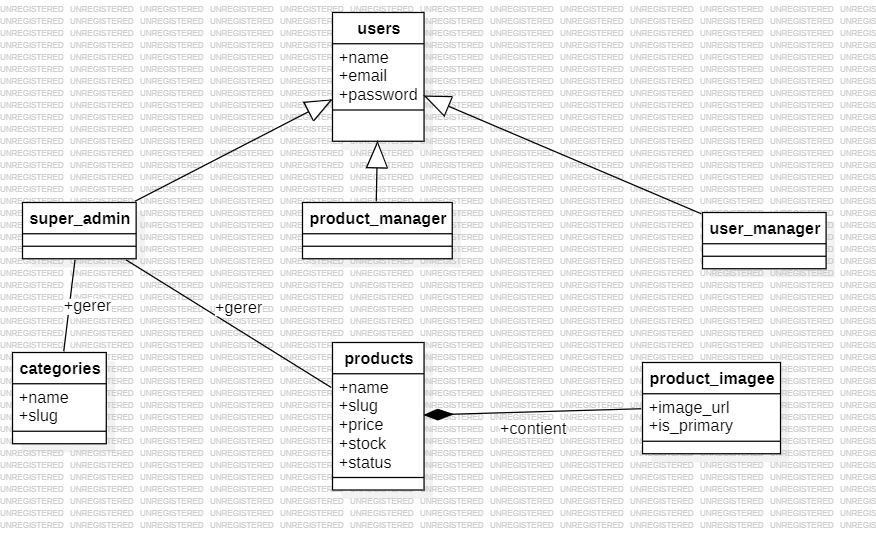 users
+name
+email
+password
super_admin
product_manager
user_manager
+gerer
+gerer
categories
+name
+slug
products
+name
+slug
+price
+stock
+status
+contient
product_imagee
+image_url
+is_primary
UNREGISTERED